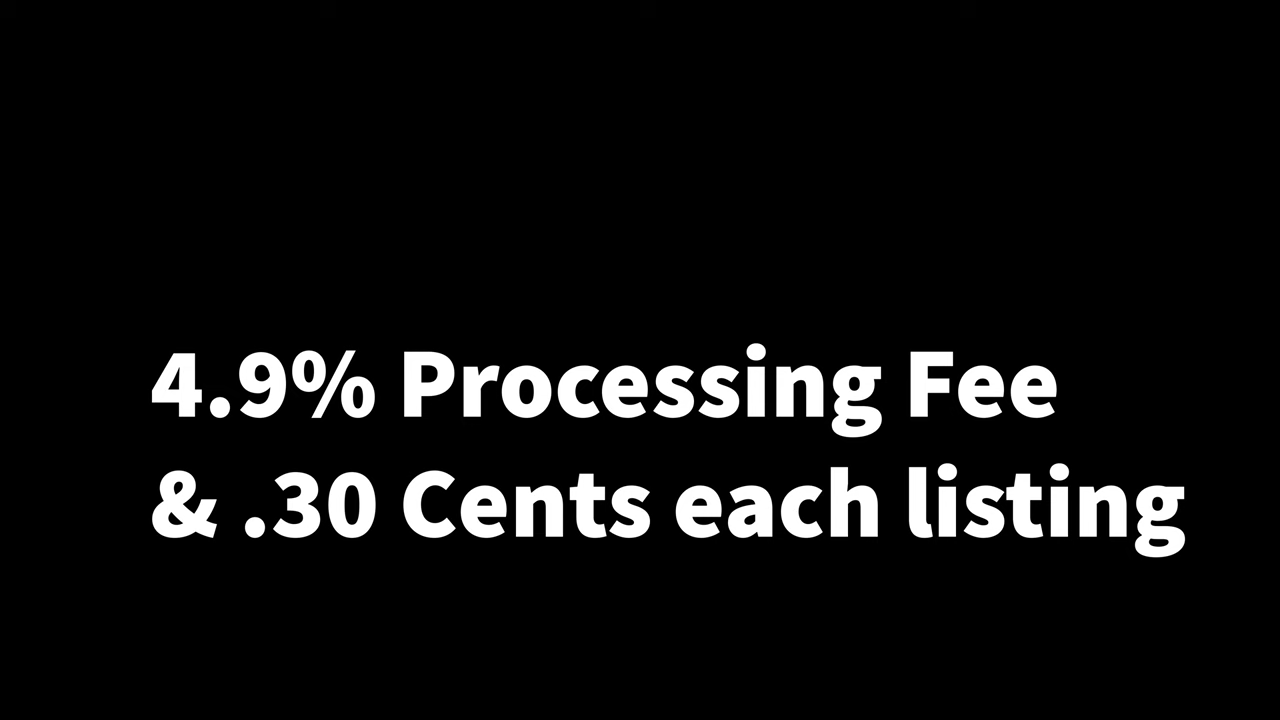 4.9% Processing Fee
& .30 Cents each listing